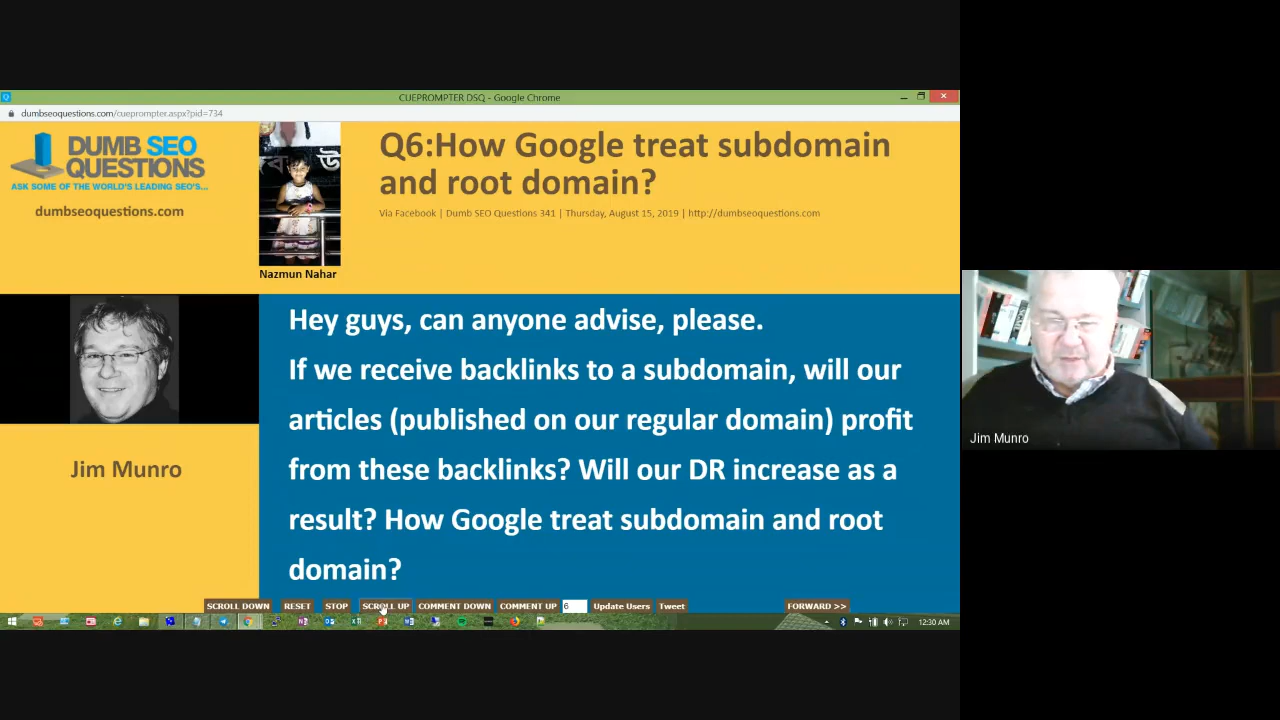 CUEPROMPTER DSQ - Google Chrome
dumbseoquestions.com/cueprompter.aspx?pid=734
DUMB SEO
QUESTIONS
ASK SOME OF THE WORLD'S LEADING SEO'S...
dumbseoquestions.com
Nazmun Nahar
Q6:How Google treat subdomain
and root domain?
Via Facebook | Dumb SEO Questions 341 | Thursday, August 15, 2019 | http://dumbseoquestions.com
Jim Munro
Hey guys, can anyone advise, please.
If we receive backlinks to a subdomain, will our
articles (published on our regular domain) profit
from these backlinks? Will our DR increase as a
result? How Google treat subdomain and root
domain?
SCROLL DOWN RESET STOP SCROLL UP COMMENT DOWN COMMENT UP 6 Update Users Tweet FORWARD >>
12:30 AM
Jim Munro